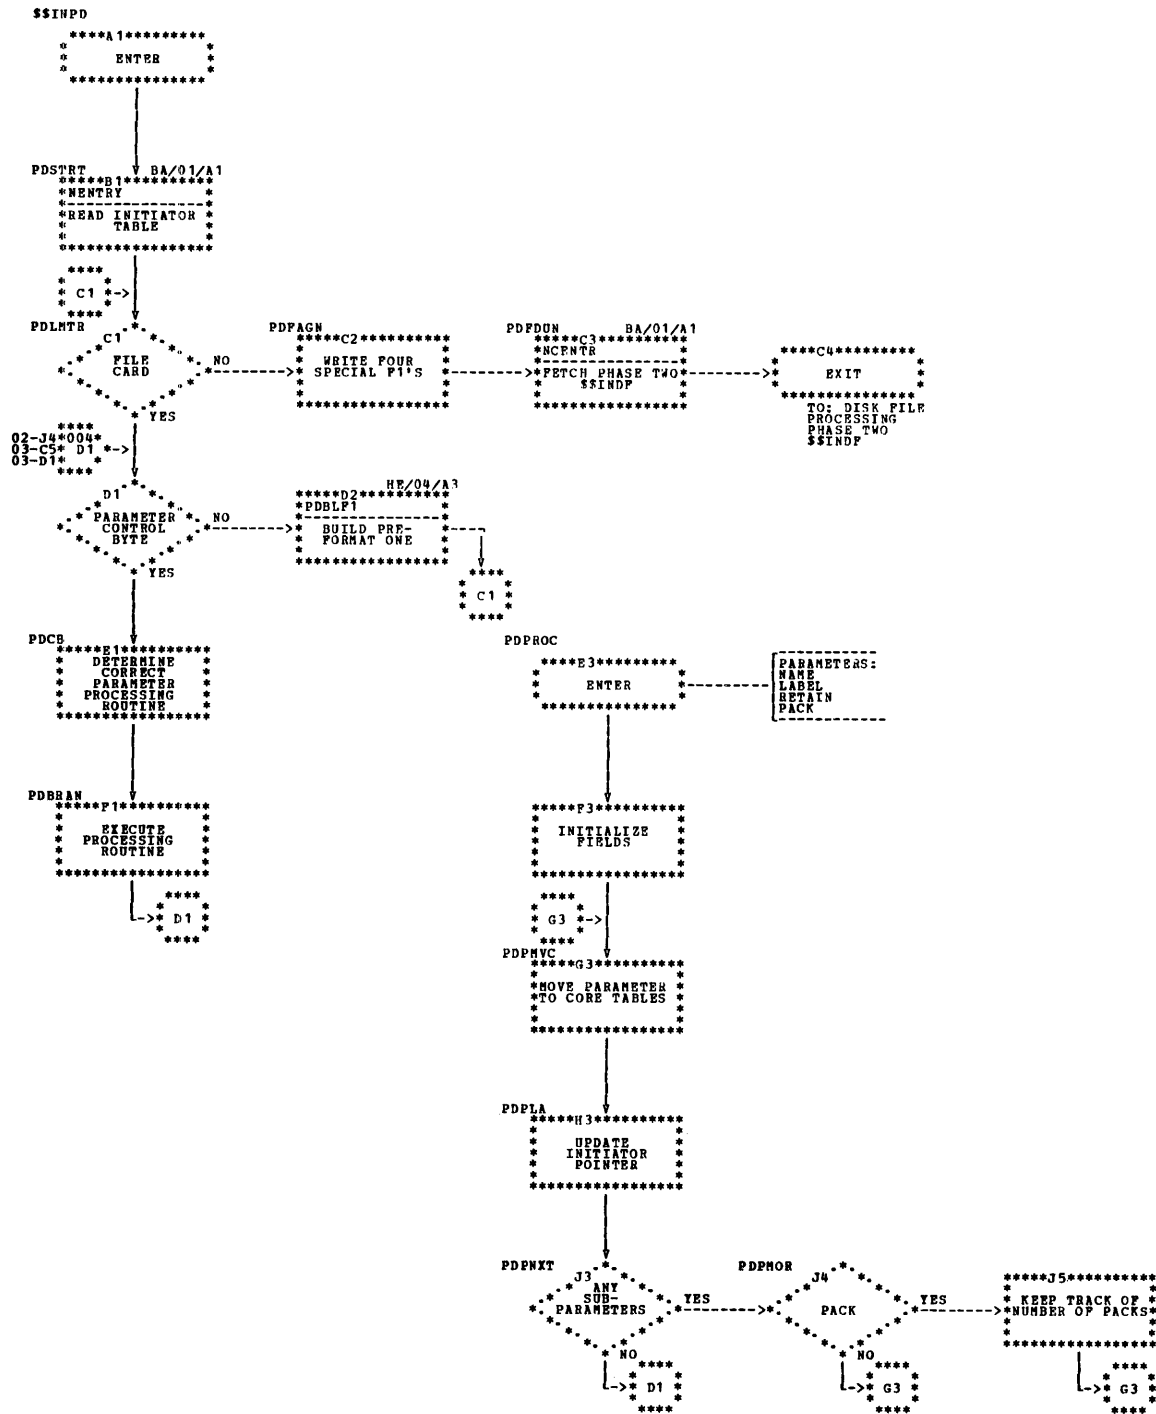 $$INPD
****A1*********
ENTER
PDSTRT BA/01/A1
*****B1**********
NENTRY
READ INITIATOR
TABLE
C1
PDLMTR
C1
FILE
CARD
NO
YES
PDFAGN
*****C2**********
WRITE FOUR
SPECIAL F1'S
PDFDUN BA/01/A1
*****C3**********
NCENTR
FETCH PHASE TWO
$$INDF
****C4*********
EXIT
TO: DISK FILE
PROCESSING
PHASE TWO
$$INDF
02-J4*004*
03-C5* D1 *->
03-D1*
D1
PARAMETER
CONTROL
BYTE
NO
YES
HE/04/A3
*****D2**********
PDBLF1
BUILD PRE-
FORMAT ONE
C1
PDCB
*****E1**********
DETERMINE
CORRECT
PARAMETER
PROCESSING
ROUTINE
PDPROC
****E3*********
ENTER
PARAMETERS:
NAME
LABEL
RETAIN
PACK
PDBRAN
*****F1**********
EXECUTE
PROCESSING
ROUTINE
D1
*****F3**********
INITIALIZE
FIELDS
G3
PDPMVC
*****G3**********
MOVE PARAMETER
TO CORE TABLES
PDPLA
*****H3**********
UPDATE
INITIATOR
POINTER
PDPNXT
J3
ANY
SUB-
PARAMETERS
YES
NO
D1
PDPMOR
J4
PACK
YES
NO
G3
*****J5**********
KEEP TRACK OF
NUMBER OF PACKS
G3